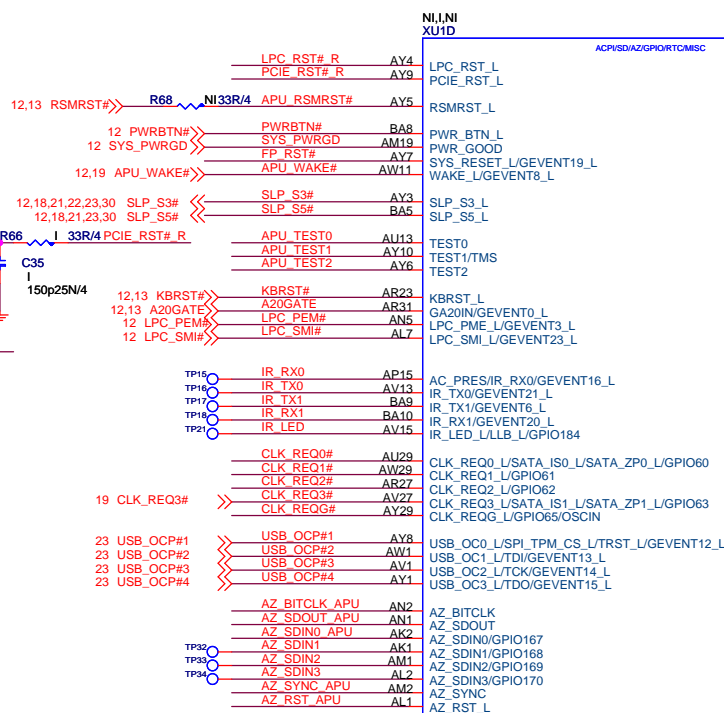 NI,I,NI
XU1D
ACPI/SD/AZ/GPIO/RTC/MISC
LPC_RST#_R AY4 LPC_RST_L
PCIE_RST#_R AY9 PCIE_RST_L
12,13 RSMRST# R68 NI 33R/4 APU_RSMRST# AY5 RSMRST_L
12 PWRBTN# PWRBTN# BA8 PWR_BTN_L
12 SYS_PWRGD SYS_PWRGD AM19 PWR_GOOD
FP_RST# AY7 SYS_RESET_L/GEVENT19_L
12,19 APU_WAKE# APU_WAKE# AW11 WAKE_L/GEVENT8_L
12,18,21,22,23,30 SLP_S3# SLP_S3# AY3 SLP_S3_L
12,18,21,23,30 SLP_S5# SLP_S5# BA5 SLP_S5_L
R66 I 33R/4 PCIE_RST#_R
C35
I
150p25N/4
APU_TEST0 AU13 TEST0
APU_TEST1 AY10 TEST1/TMS
APU_TEST2 AY6 TEST2
12,13 KBRST# KBRST# AR23 KBRST_L
12,13 A20GATE A20GATE AR31 GA20IN/GEVENT0_L
12 LPC_PEM# LPC_PEM# AN5 LPC_PME_L/GEVENT3_L
12 LPC_SMI# LPC_SMI# AL7 LPC_SMI_L/GEVENT23_L
TP15 IR_RX0 AP15 AC_PRES/IR_RX0/GEVENT16_L
TP16 IR_TX0 AV13 IR_TX0/GEVENT21_L
TP17 IR_TX1 BA9 IR_TX1/GEVENT6_L
TP18 IR_RX1 BA10 IR_RX1/GEVENT20_L
TP21 IR_LED AV15 IR_LED_L/LLB_L/GPIO184
CLK_REQ0# AU29 CLK_REQ0_L/SATA_IS0_L/SATA_ZP0_L/GPIO60
CLK_REQ1# AW29 CLK_REQ1_L/GPIO61
CLK_REQ2# AR27 CLK_REQ2_L/GPIO62
19 CLK_REQ3# CLK_REQ3# AV27 CLK_REQ3_L/SATA_IS1_L/SATA_ZP1_L/GPIO63
CLK_REQG# AY29 CLK_REQG_L/GPIO65/OSCIN
23 USB_OCP#1 USB_OCP#1 AY8 USB_OC0_L/SPI_TPM_CS_L/TRST_L/GEVENT12_L
23 USB_OCP#2 USB_OCP#2 AW1 USB_OC1_L/TDI/GEVENT13_L
23 USB_OCP#3 USB_OCP#3 AV1 USB_OC2_L/TCK/GEVENT14_L
23 USB_OCP#4 USB_OCP#4 AY1 USB_OC3_L/TDO/GEVENT15_L
AZ_BITCLK_APU AN2 AZ_BITCLK
AZ_SDOUT_APU AN1 AZ_SDOUT
AZ_SDIN0_APU AK2 AZ_SDIN0/GPIO167
TP32 AZ_SDIN1 AK1 AZ_SDIN1/GPIO168
TP33 AZ_SDIN2 AM1 AZ_SDIN2/GPIO169
TP34 AZ_SDIN3 AL2 AZ_SDIN3/GPIO170
AZ_SYNC_APU AM2 AZ_SYNC
AZ_RST_APU AL1 AZ_RST_L